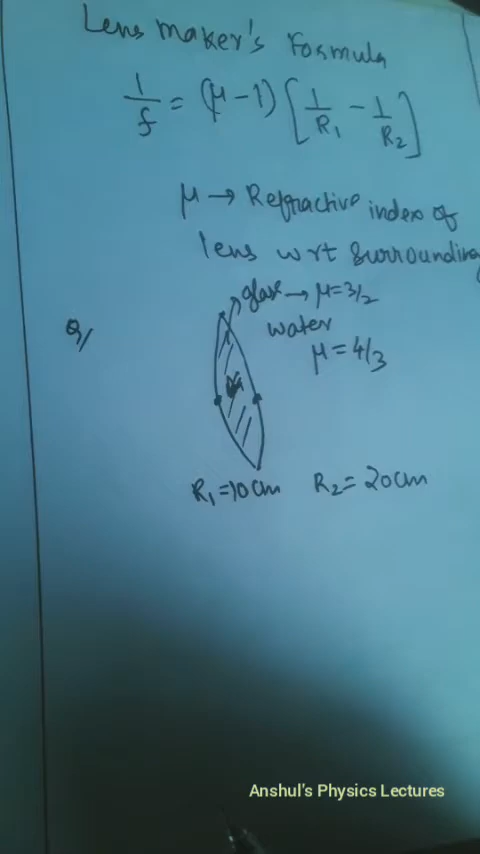 Lens maker's Formula
1/f = (μ-1) [1/R₁ - 1/R₂]
μ → Refractive index of
lens wrt surrounding
glass → μ=3/2
Q/
water
μ=4/3
R₁=10cm R₂=20cm
Anshul's Physics Lectures